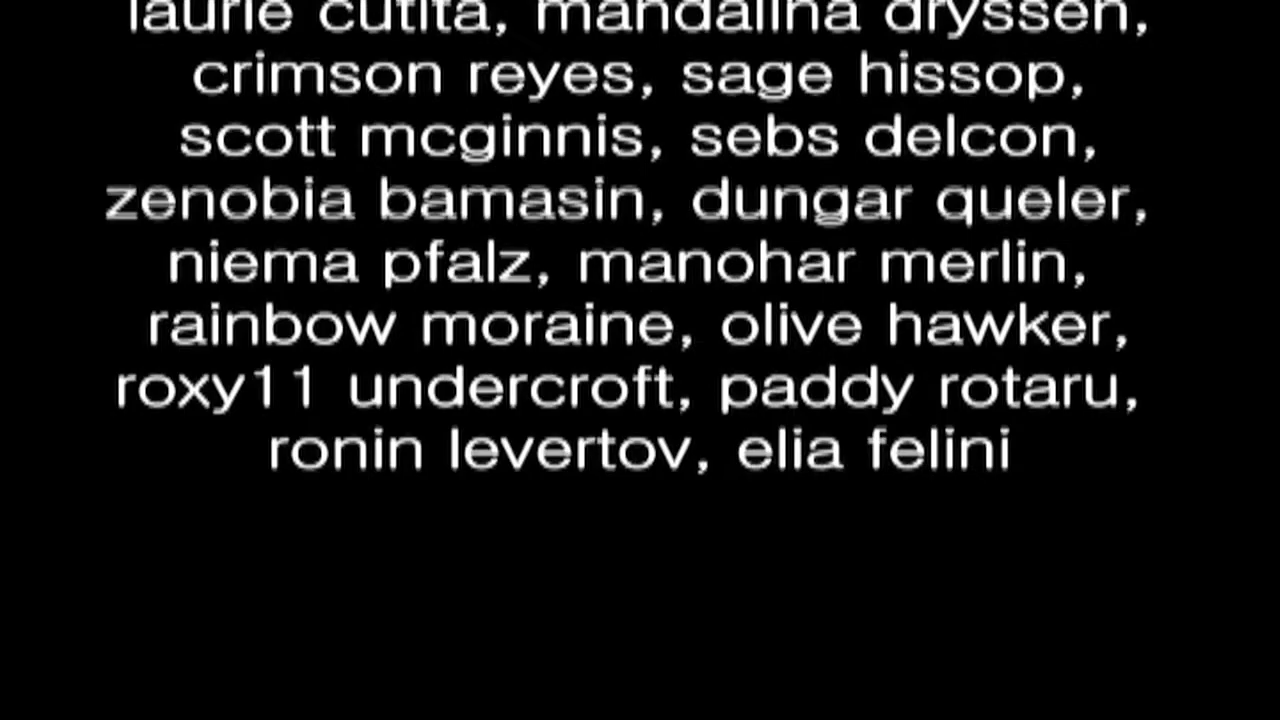 laurie cutita, mandalina dryssen,
crimson reyes, sage hissop,
scott mcginnis, sebs delcon,
zenobia bamasin, dungar queler,
niema pfalz, manohar merlin,
rainbow moraine, olive hawker,
roxy11 undercroft, paddy rotaru,
ronin levertov, elia felini